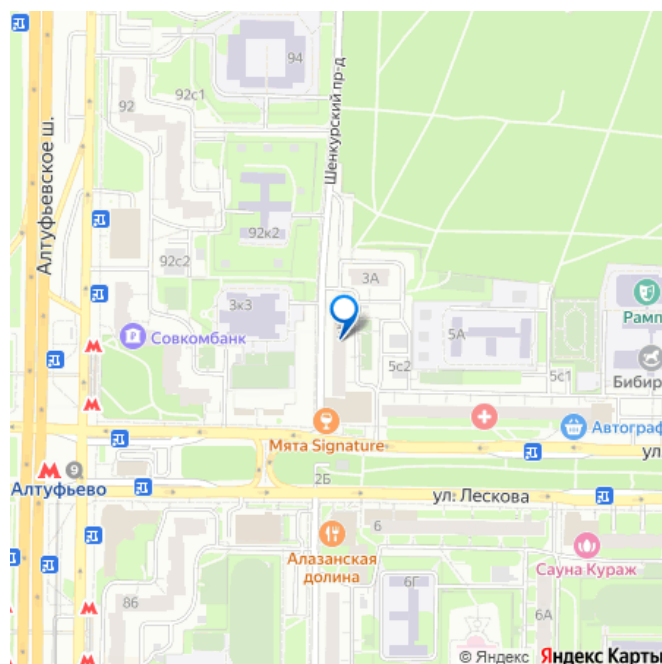 94
92с1
92
Шенкурский пр-д
Алтуфьевское ш.
92к2
92с2
3А
3к3
Рамп
Совкомбанк
5А
5с2
5с1
Бибир
Автограф
Мята Signature
ул.
9
Алтуфьево
2Б
ул. Лескова
6
Алазанская
долина
Сауна Кураж
86
6Г
6А
© Яндекс Яндекс Карты